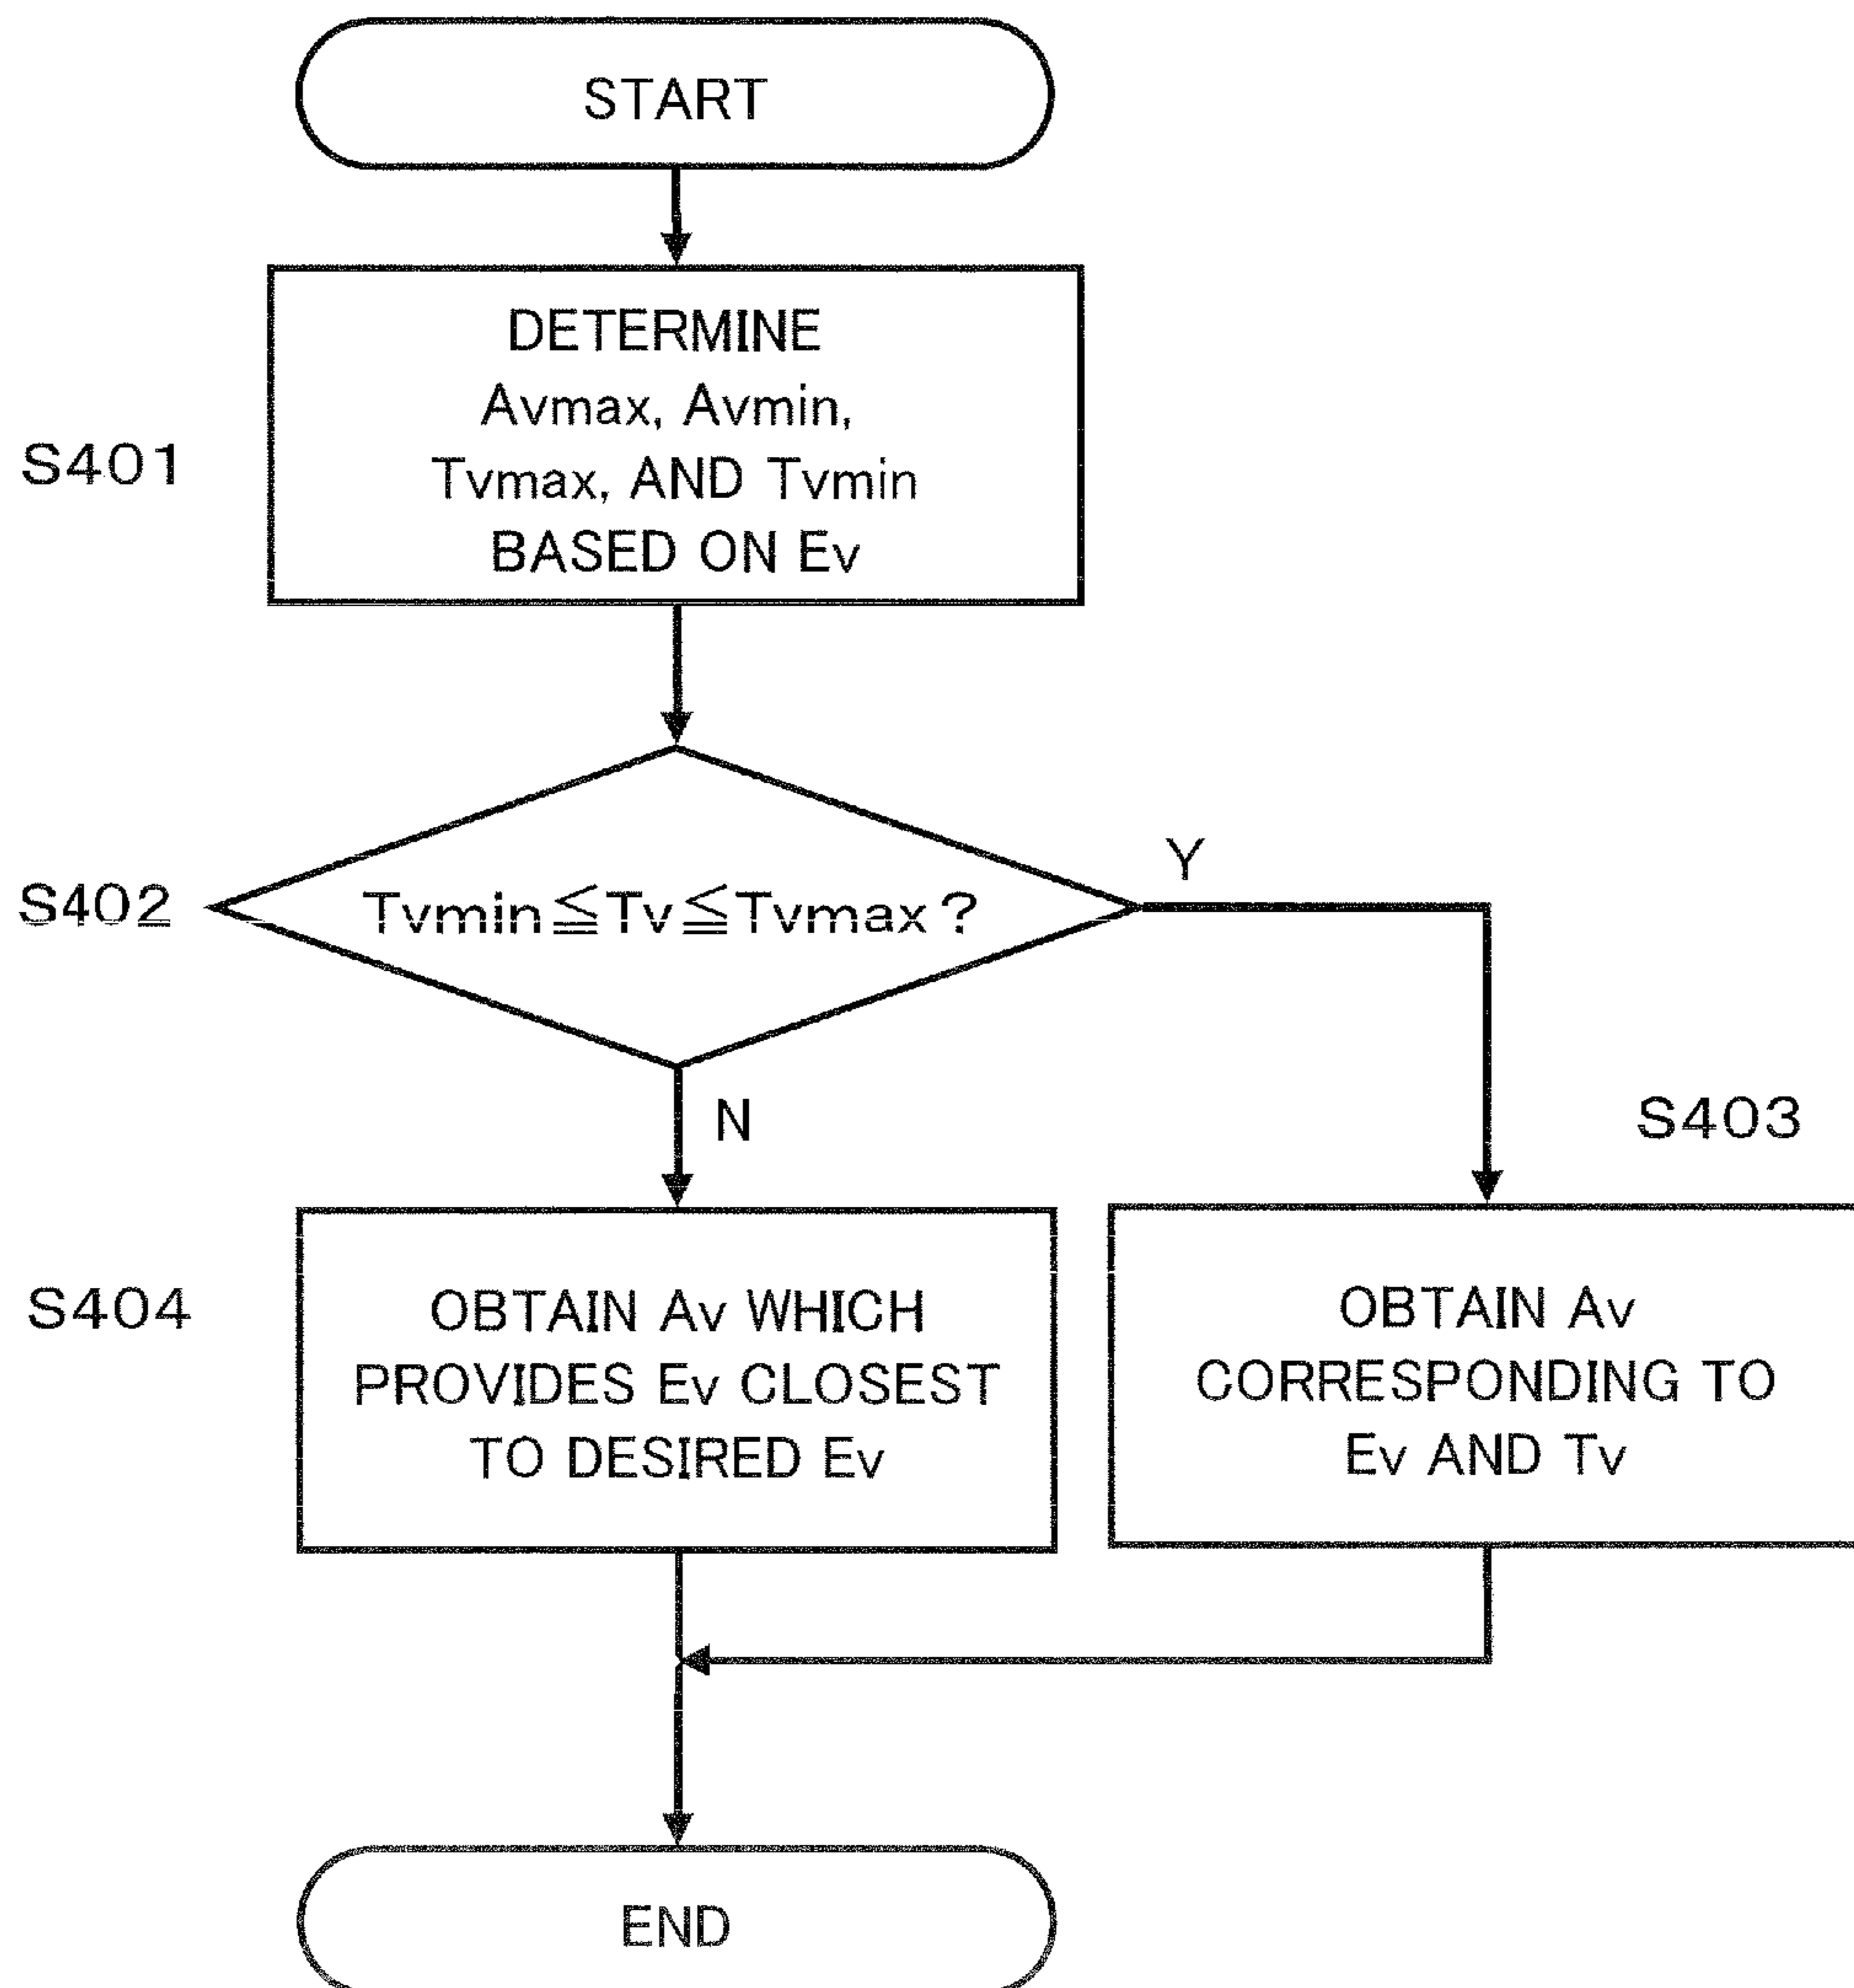 START
DETERMINE
Avmax, Avmin,
Tvmax, AND Tvmin
BASED ON Ev
S401
S402
Tvmin≦Tv≦Tvmax?
Y
N
S403
S404
OBTAIN Av WHICH
PROVIDES Ev CLOSEST
TO DESIRED Ev
OBTAIN Av
CORRESPONDING TO
Ev AND Tv
END